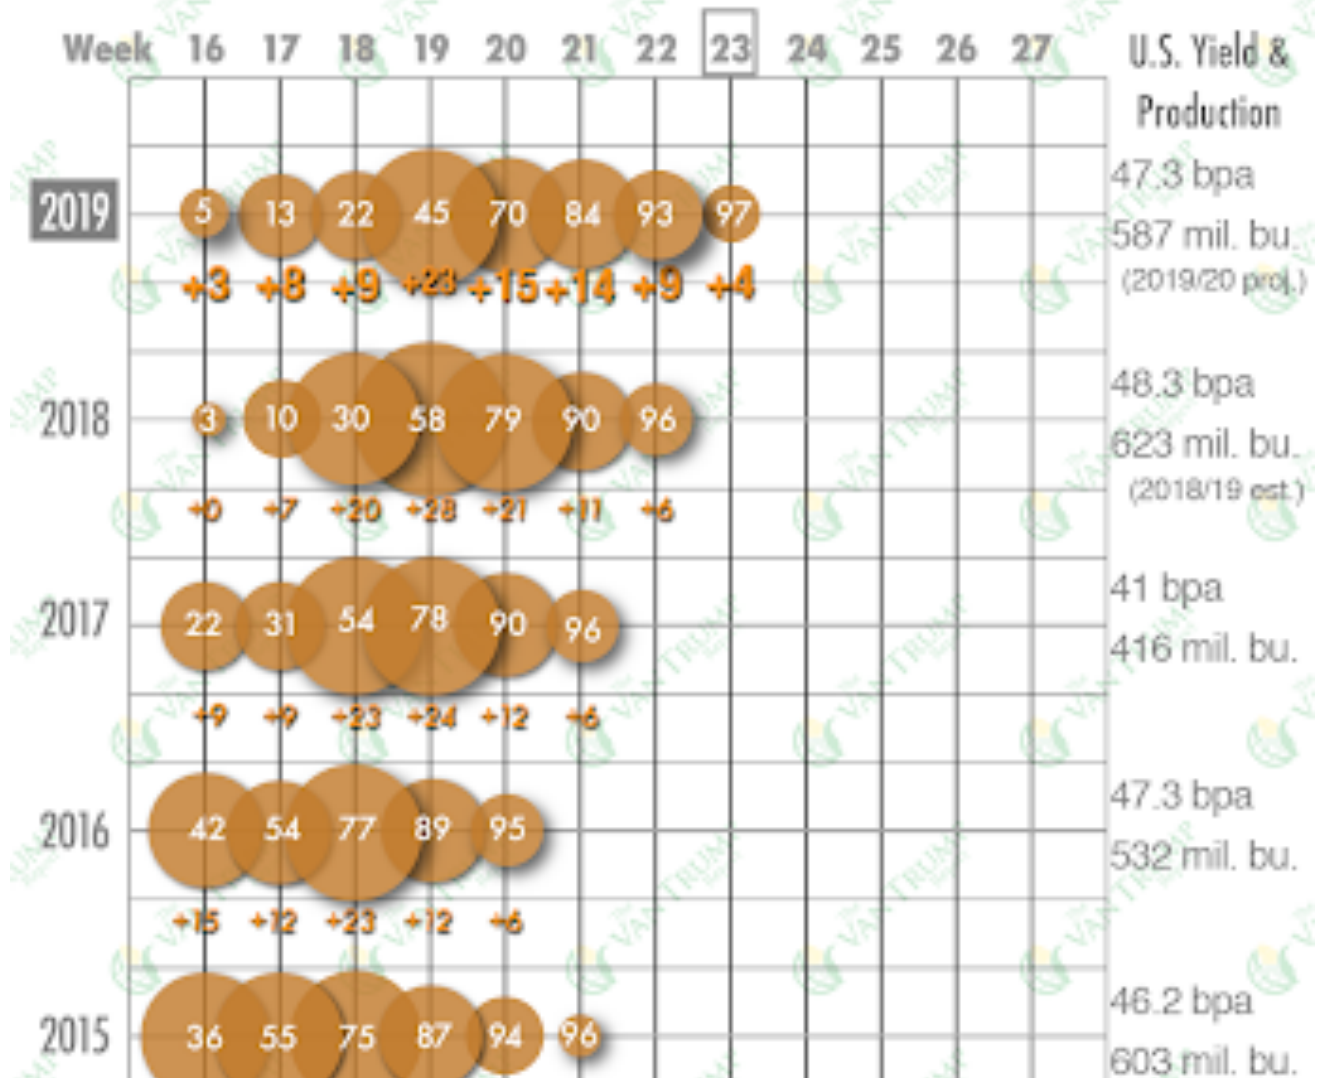 Week 16 17 18 19 20 21 22 23 24 25 26 27 U.S. Yield &
Production
2019 5 13 22 45 70 84 93 97 47.3 bpa
587 mil. bu.
+3 +8 +9 +23 +15 +14 +9 +4 (2019/20 proj.)
2018 3 10 30 58 79 90 96 48.3 bpa
623 mil. bu.
+0 +7 +20 +28 +21 +11 +6 (2018/19 est.)
2017 22 31 54 78 90 96 41 bpa
416 mil. bu.
+9 +9 +23 +24 +12 +6
2016 42 54 77 89 95 47.3 bpa
532 mil. bu.
+15 +12 +23 +12 +6
2015 36 55 75 87 94 96 46.2 bpa
603 mil. bu.
The
VAN TRUMP